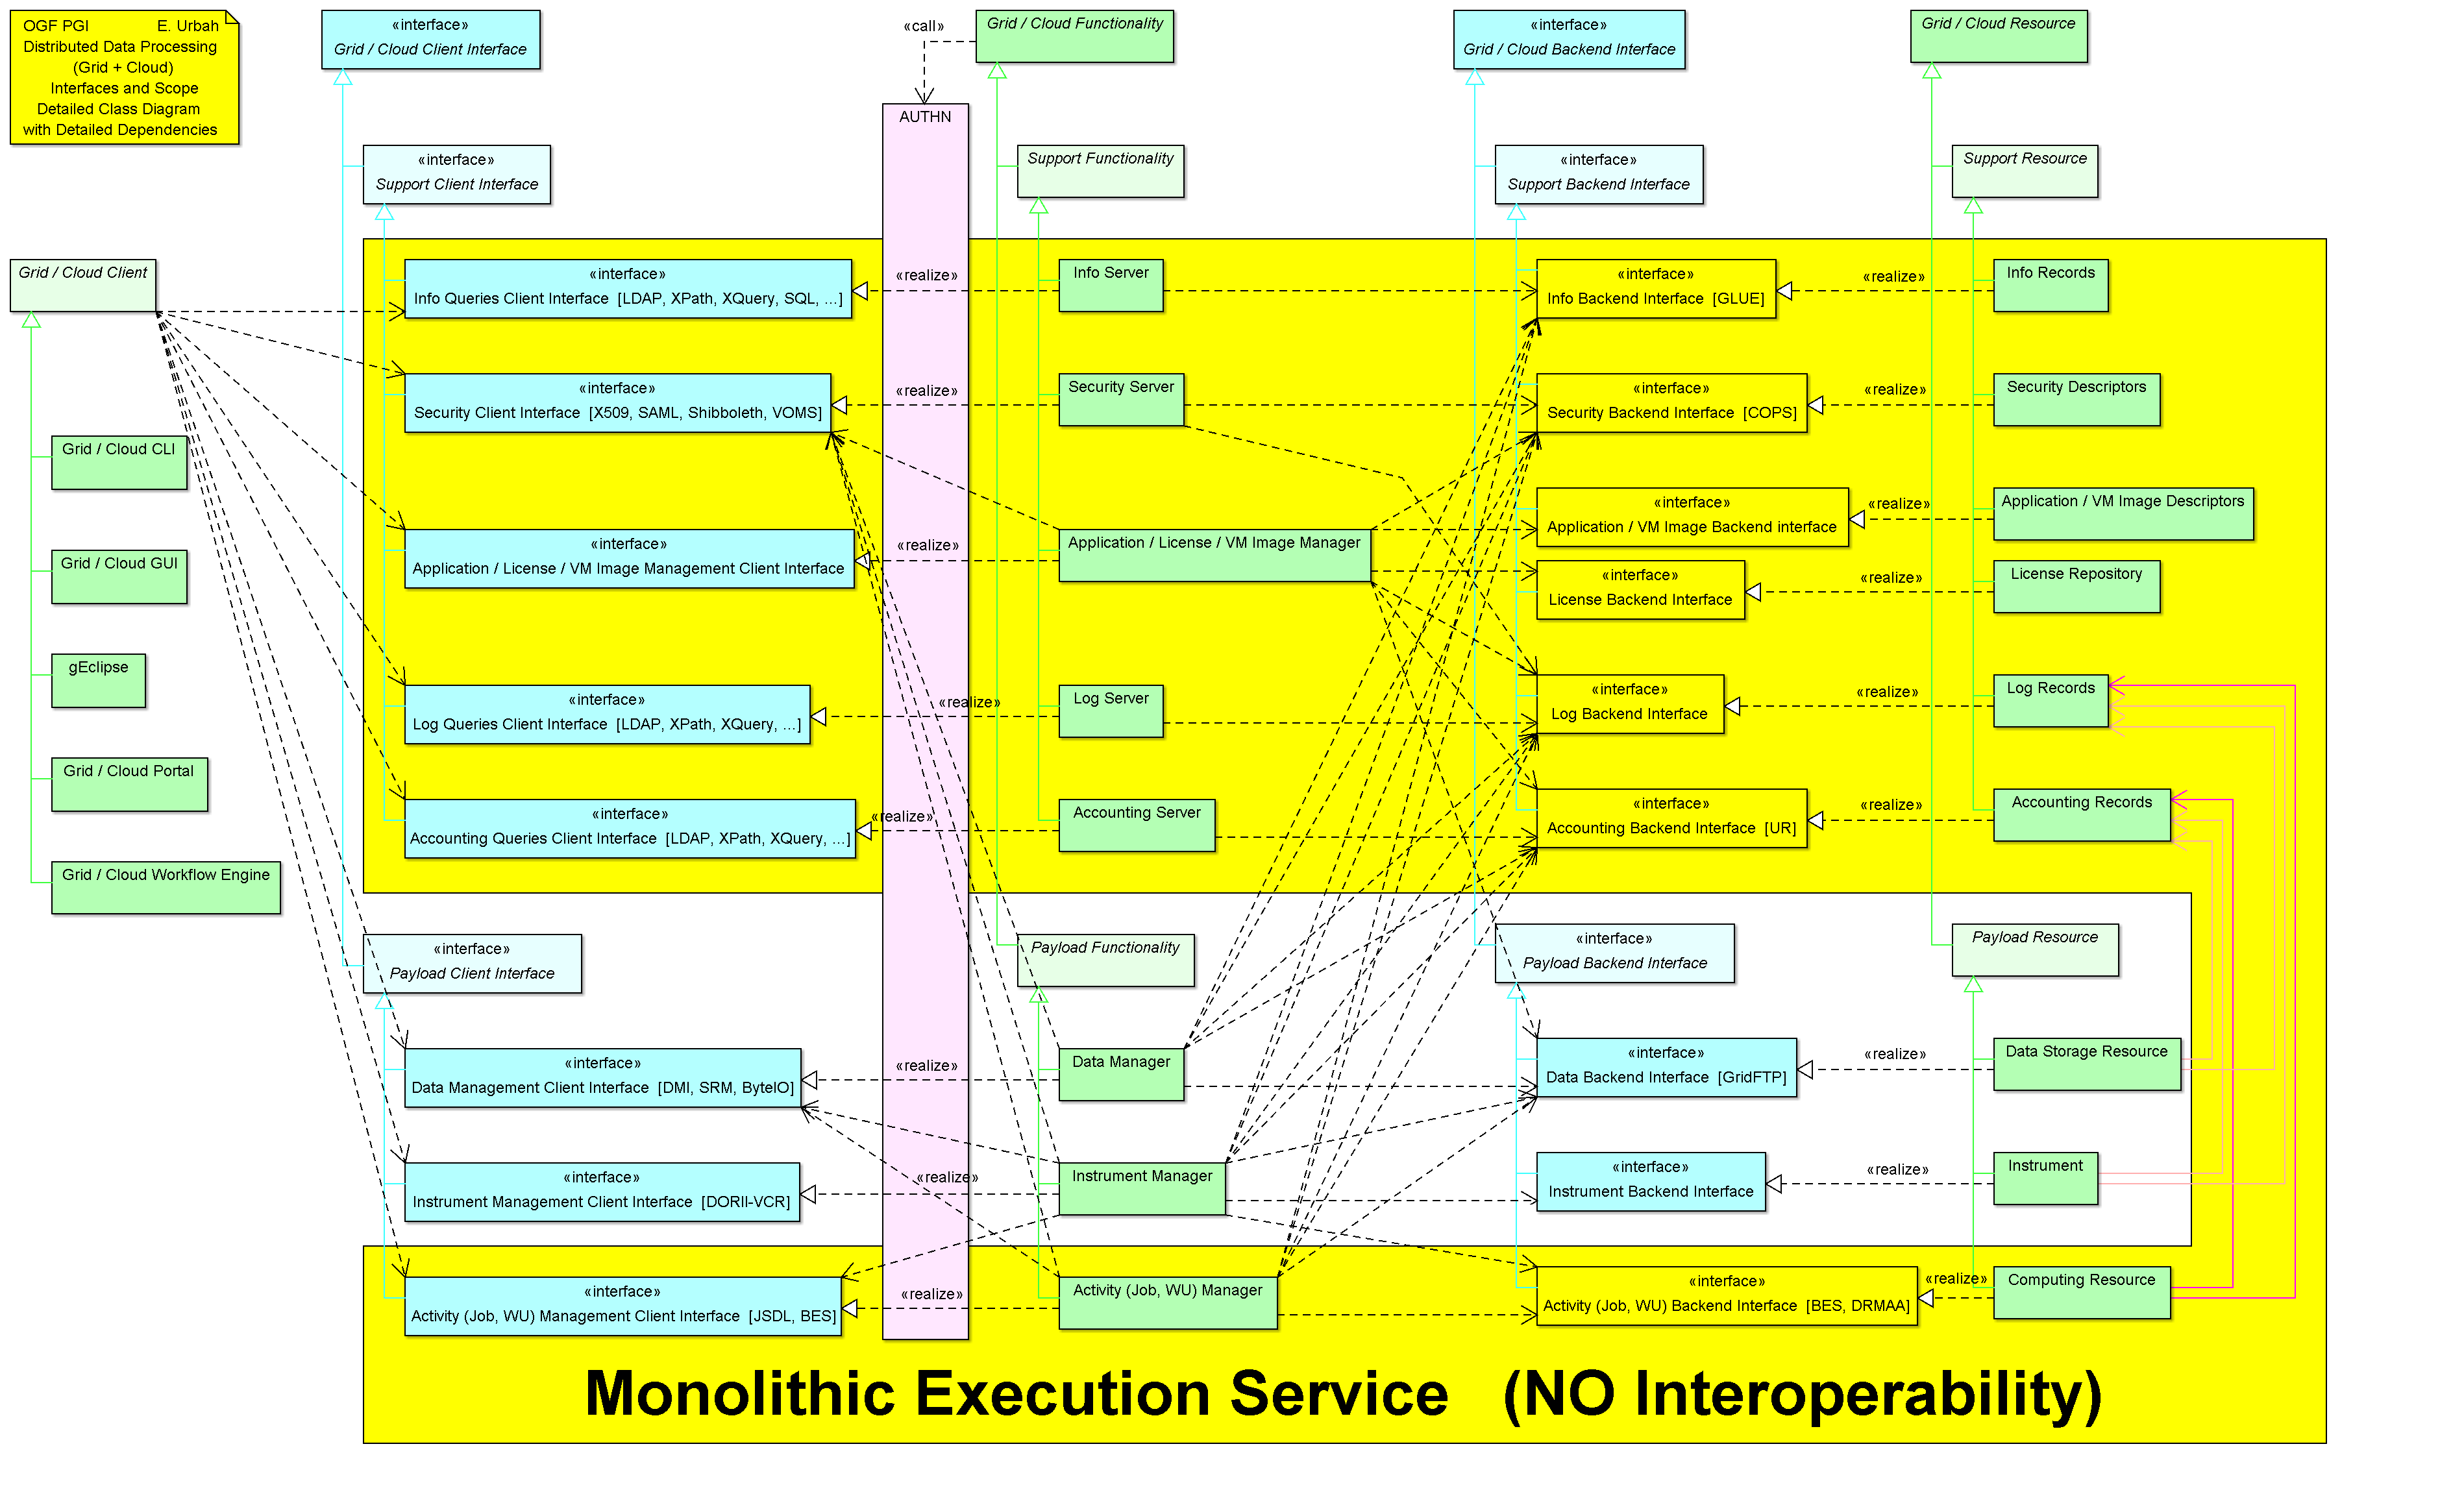 OGF PGI E. Urbah
Distributed Data Processing
(Grid + Cloud)
Interfaces and Scope
Detailed Class Diagram
with Detailed Dependencies
«interface»
Grid / Cloud Client Interface
«call»
Grid / Cloud Functionality
«interface»
Grid / Cloud Backend Interface
Grid / Cloud Resource
AUTHN
«interface»
Support Client Interface
Support Functionality
«interface»
Support Backend Interface
Support Resource
Grid / Cloud Client
«interface»
Info Queries Client Interface [LDAP, XPath, XQuery, SQL, ...]
«realize»
Info Server
«interface»
Info Backend Interface [GLUE]
«realize»
Info Records
«interface»
Security Client Interface [X509, SAML, Shibboleth, VOMS]
«realize»
Security Server
«interface»
Security Backend Interface [COPS]
«realize»
Security Descriptors
Grid / Cloud CLI
«interface»
Application / VM Image Backend interface
«realize»
Application / VM Image Descriptors
«interface»
Application / License / VM Image Management Client Interface
«realize»
Application / License / VM Image Manager
Grid / Cloud GUI
«interface»
License Backend Interface
«realize»
License Repository
gEclipse
«interface»
Log Queries Client Interface [LDAP, XPath, XQuery, ...]
«realize»
Log Server
«interface»
Log Backend Interface
«realize»
Log Records
Grid / Cloud Portal
«interface»
Accounting Queries Client Interface [LDAP, XPath, XQuery, ...]
«realize»
Accounting Server
«interface»
Accounting Backend Interface [UR]
«realize»
Accounting Records
Grid / Cloud Workflow Engine
«interface»
Payload Client Interface
Payload Functionality
«interface»
Payload Backend Interface
Payload Resource
«interface»
Data Management Client Interface [DMI, SRM, ByteIO]
«realize»
Data Manager
«interface»
Data Backend Interface [GridFTP]
«realize»
Data Storage Resource
«interface»
Instrument Management Client Interface [DORII-VCR]
«realize»
Instrument Manager
«interface»
Instrument Backend Interface
«realize»
Instrument
«interface»
Activity (Job, WU) Management Client Interface [JSDL, BES]
«realize»
Activity (Job, WU) Manager
«interface»
Activity (Job, WU) Backend Interface [BES, DRMAA]
«realize»
Computing Resource
Monolithic Execution Service (NO Interoperability)